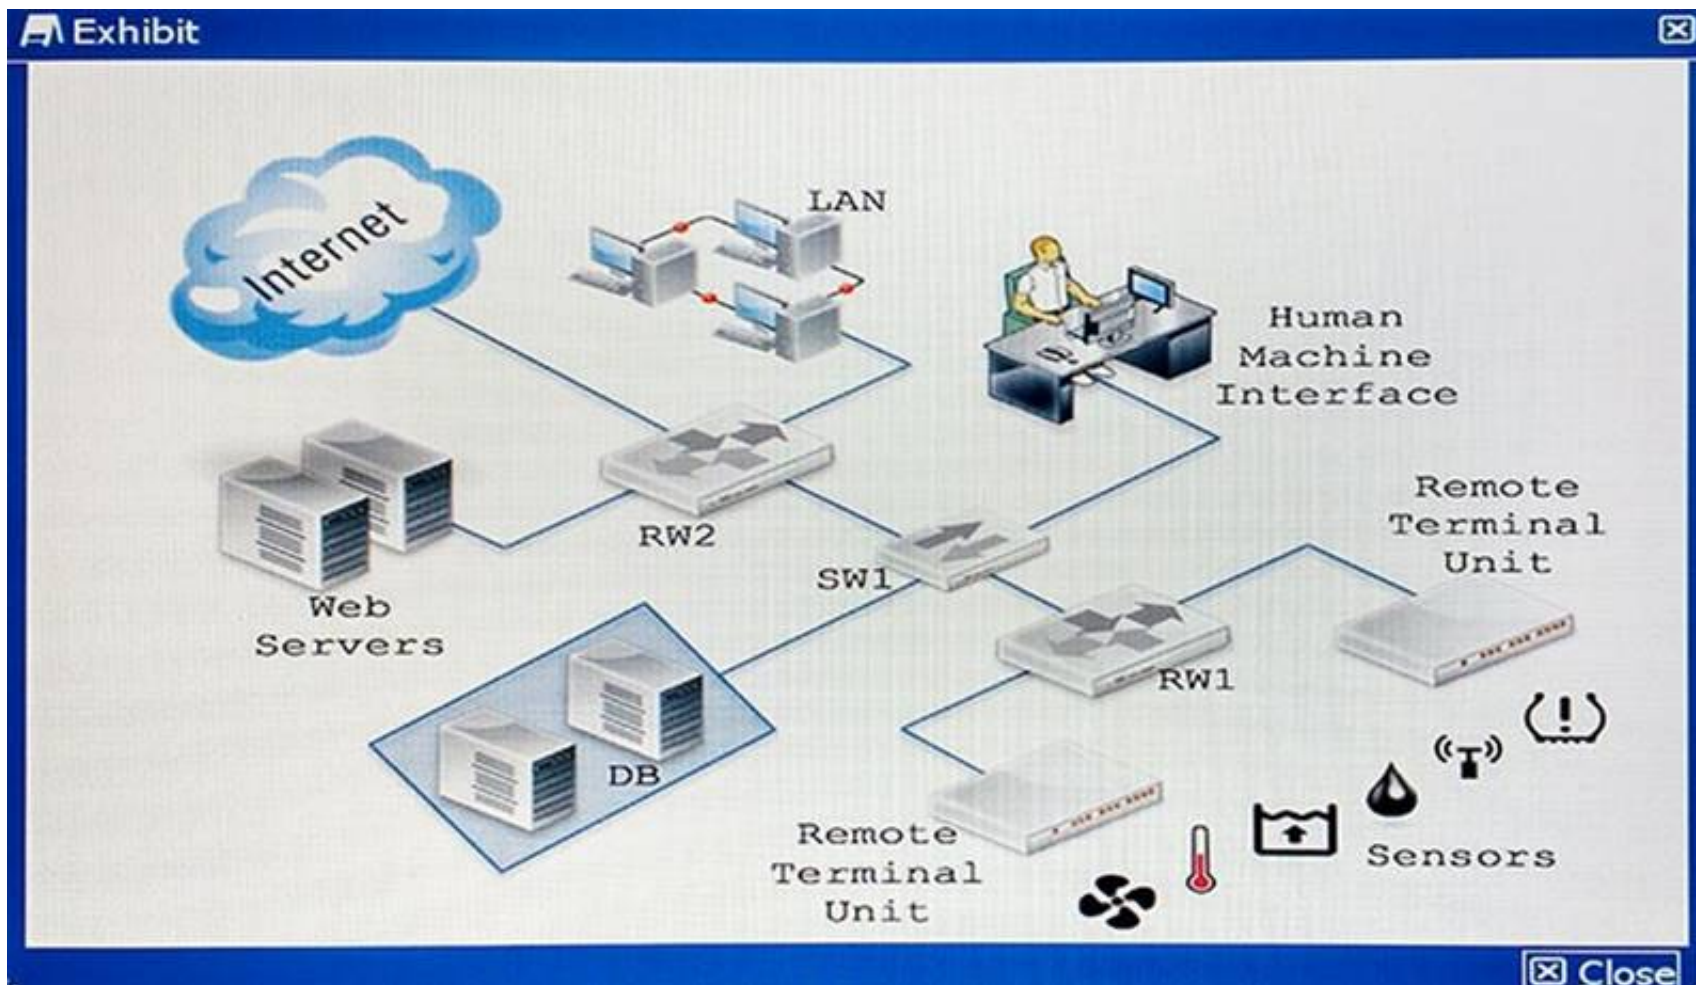 Exhibit
Internet
LAN
Human
Machine
Interface
Remote
Terminal
Unit
RW2
SW1
Web
Servers
RW1
DB
Remote
Terminal
Unit
Sensors
Close